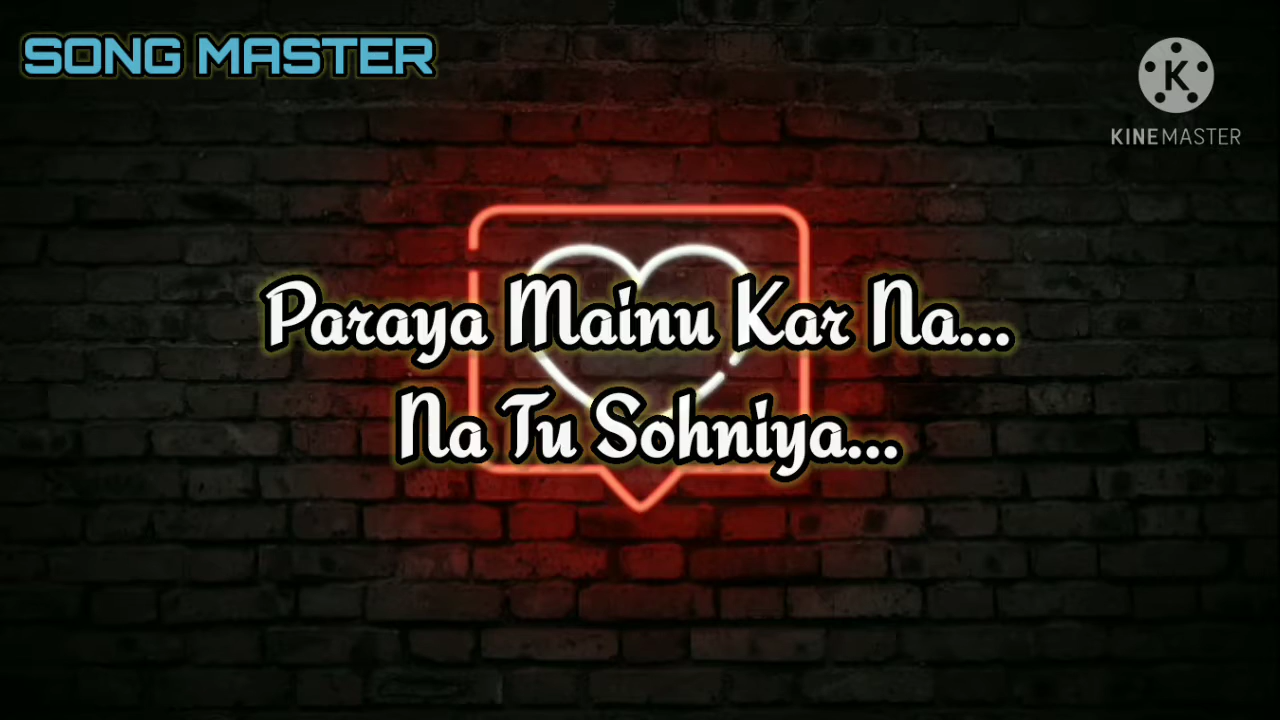 SONG MASTER
K
KINEMASTER
Paraya Mainu Kar Na...
Na Tu Sohniya...